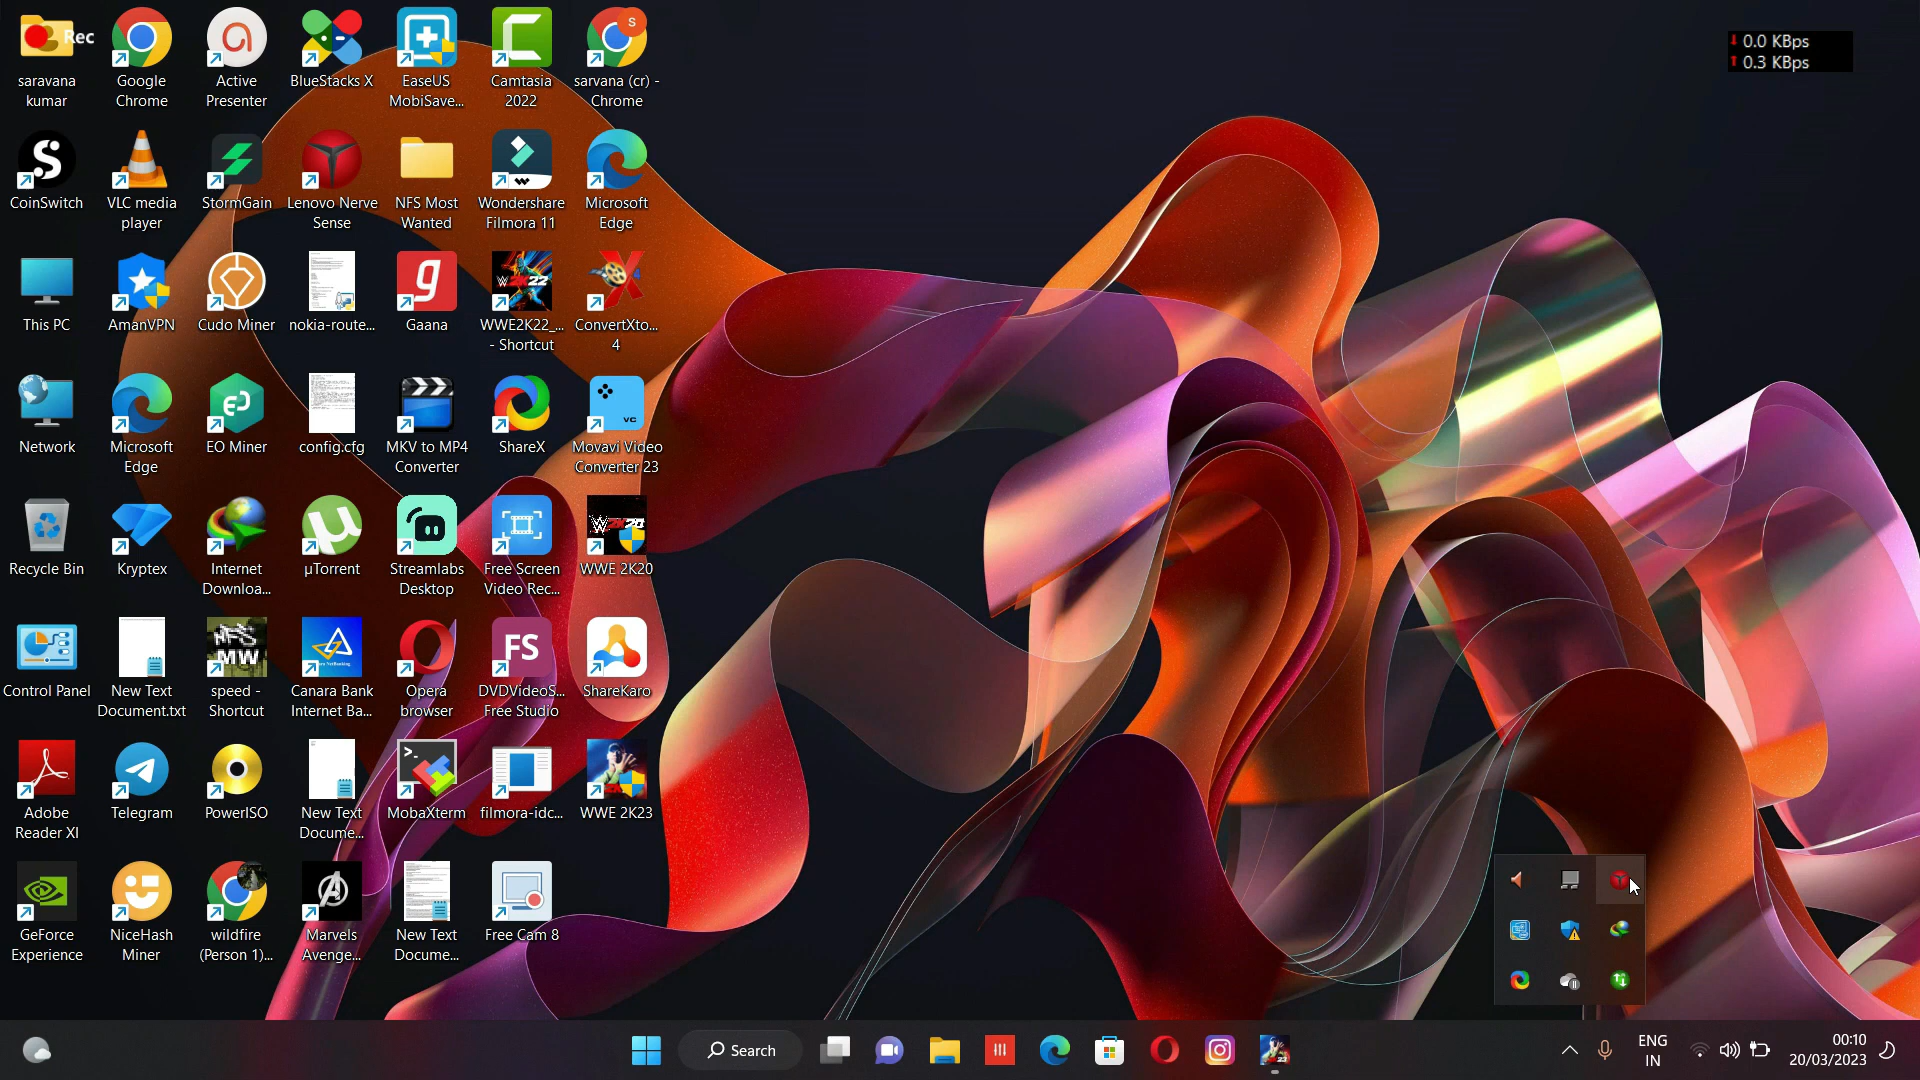 Rec
saravana
kumar
Google
Chrome
Active
Presenter
BlueStacks X
EaseUS
MobiSave...
Camtasia
2022
S
sarvana (cr) -
Chrome
0.0 KBps
0.3 KBps
CoinSwitch
VLC media
player
StormGain
Lenovo Nerve
Sense
NFS Most
Wanted
Wondershare
Filmora 11
Microsoft
Edge
This PC
AmanVPN
Cudo Miner
nokia-route...
Gaana
WWE2K22_...
- Shortcut
ConvertXto...
4
Network
Microsoft
Edge
EO Miner
config.cfg
MKV to MP4
Converter
ShareX
VC
Movavi Video
Converter 23
Recycle Bin
Kryptex
Internet
Downloa...
µTorrent
Streamlabs
Desktop
Free Screen
Video Rec...
WWE 2K20
Control Panel
New Text
Document.txt
NFS
MW
speed -
Shortcut
Canara Bank
Internet Ba...
Opera
browser
FS
DVDVideoS...
Free Studio
ShareKaro
Adobe
Reader XI
Telegram
PowerISO
New Text
Docume...
MobaXterm
filmora-idc...
WWE 2K23
GeForce
Experience
NiceHash
Miner
wildfire
(Person 1)...
Marvels
Avenge...
New Text
Docume...
Free Cam 8
Search
ENG
IN
00:10
20/03/2023